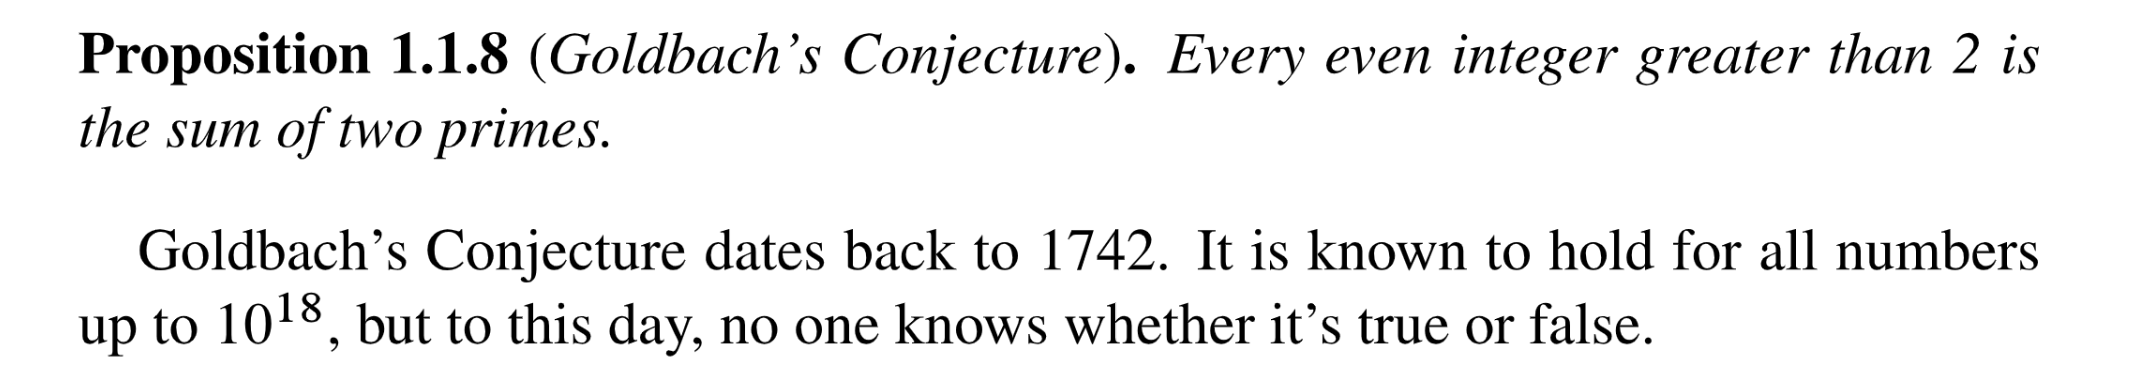 Proposition 1.1.8 (Goldbach’s Conjecture). Every even integer greater than 2 is
the sum of two primes.
Goldbach’s Conjecture dates back to 1742. It is known to hold for all numbers
up to 10¹⁸, but to this day, no one knows whether it’s true or false.